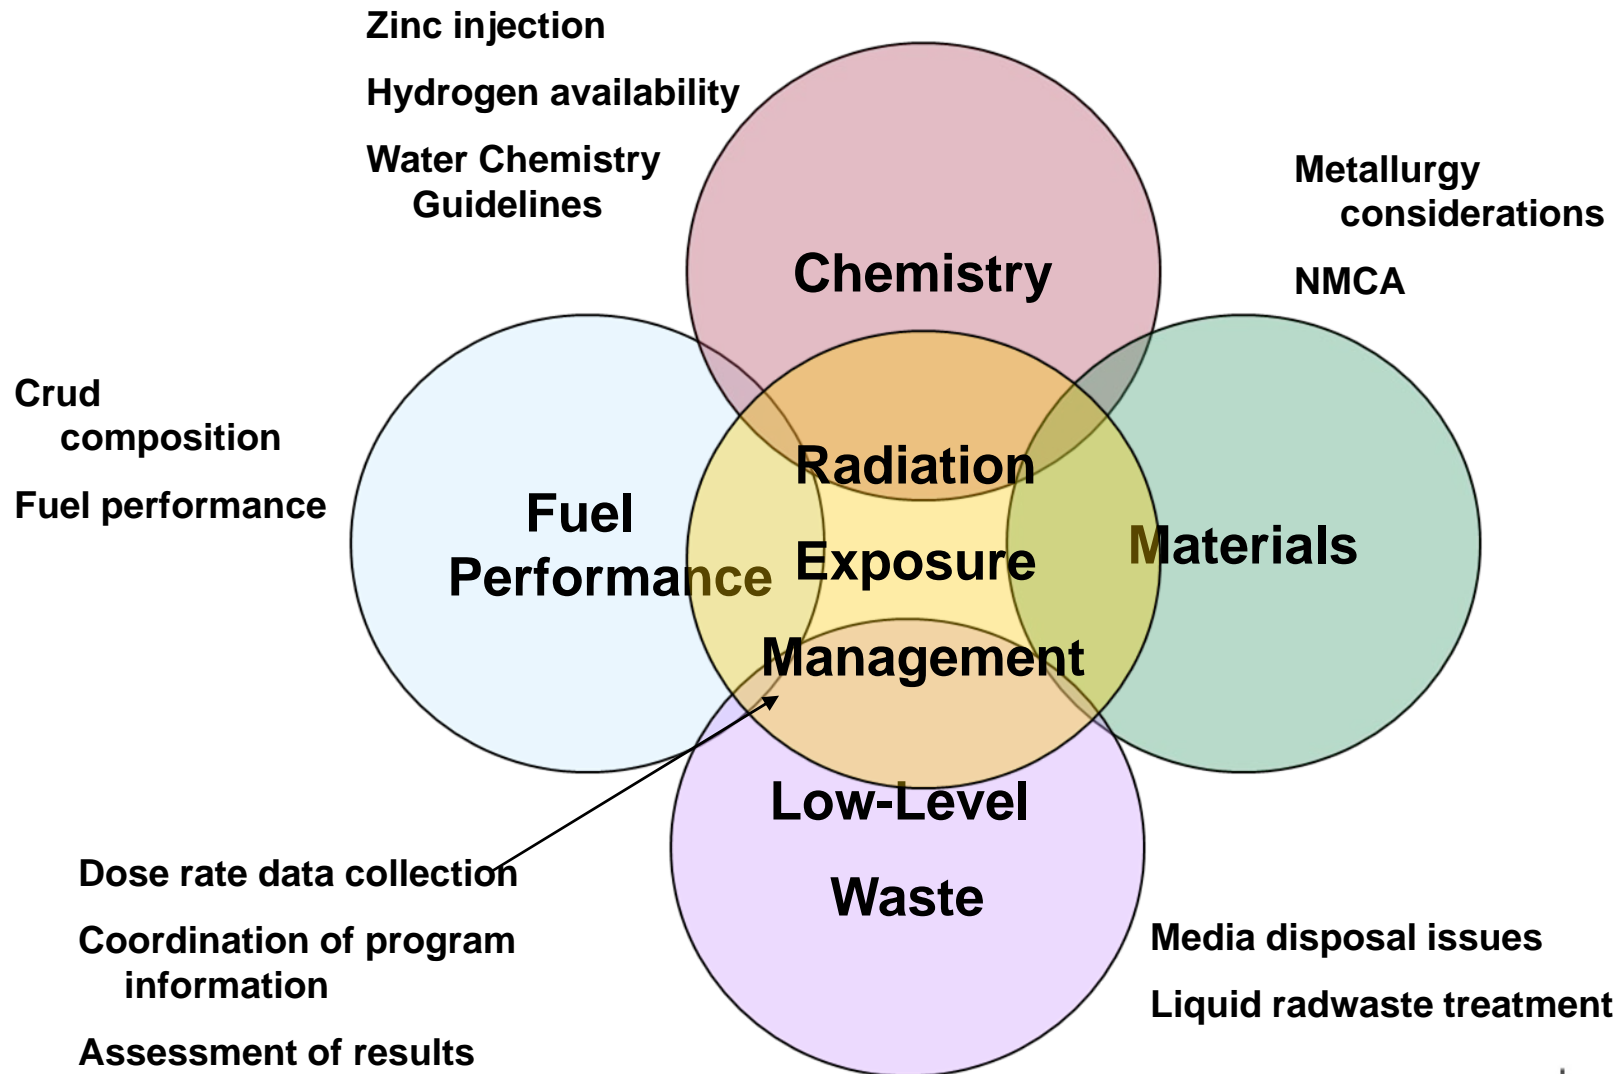 Zinc injection
Hydrogen availability
Water Chemistry
Guidelines
Metallurgy
considerations
NMCA
Chemistry
Crud
composition
Fuel performance
Fuel
Performance
Radiation
Exposure
Management
Materials
Low-Level
Waste
Dose rate data collection
Coordination of program
information
Assessment of results
Media disposal issues
Liquid radwaste treatment